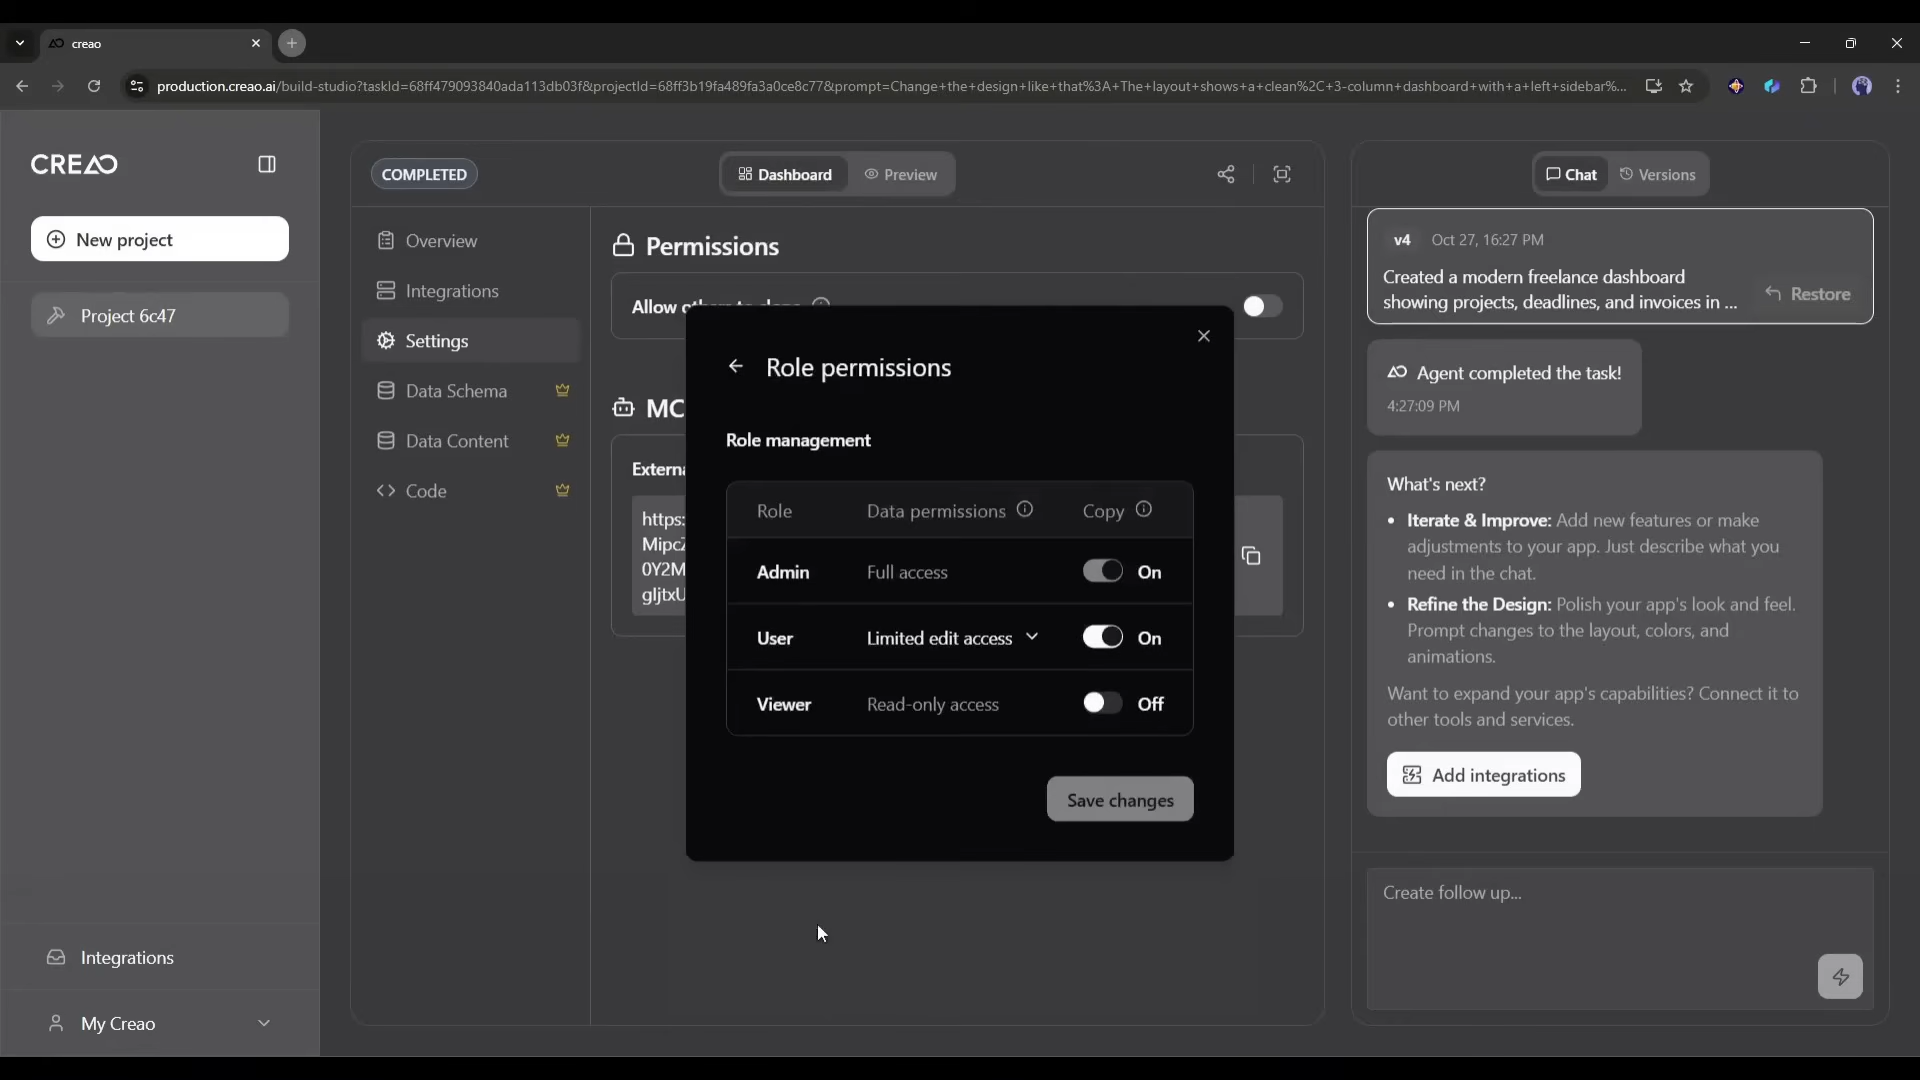 creao
production.creao.ai/build-studio?taskId=68ff479093840ada113db03f&projectId=68ff3b19fa489fa3a0ce8c77&prompt=Change+the+design+like+that%3A+The+layout+shows+a+clean%2C+3-column+dashboard+with+a+left+sidebar%...
CREAO
New project
Project 6c47
Integrations
My Creao
COMPLETED
Dashboard
Preview
Overview
Integrations
Settings
Data Schema
Data Content
Code
Permissions
Allow
MC
Externa
https:
MipcZ
0Y2M
gljtxU
Role permissions
Role management
Role Data permissions Copy
Admin Full access On
User Limited edit access On
Viewer Read-only access Off
Save changes
Chat
Versions
v4 Oct 27, 16:27 PM
Created a modern freelance dashboard
showing projects, deadlines, and invoices in ...
Restore
Agent completed the task!
4:27:09 PM
What's next?
• Iterate & Improve: Add new features or make
adjustments to your app. Just describe what you
need in the chat.
• Refine the Design: Polish your app's look and feel.
Prompt changes to the layout, colors, and
animations.
Want to expand your app's capabilities? Connect it to
other tools and services.
Add integrations
Create follow up...